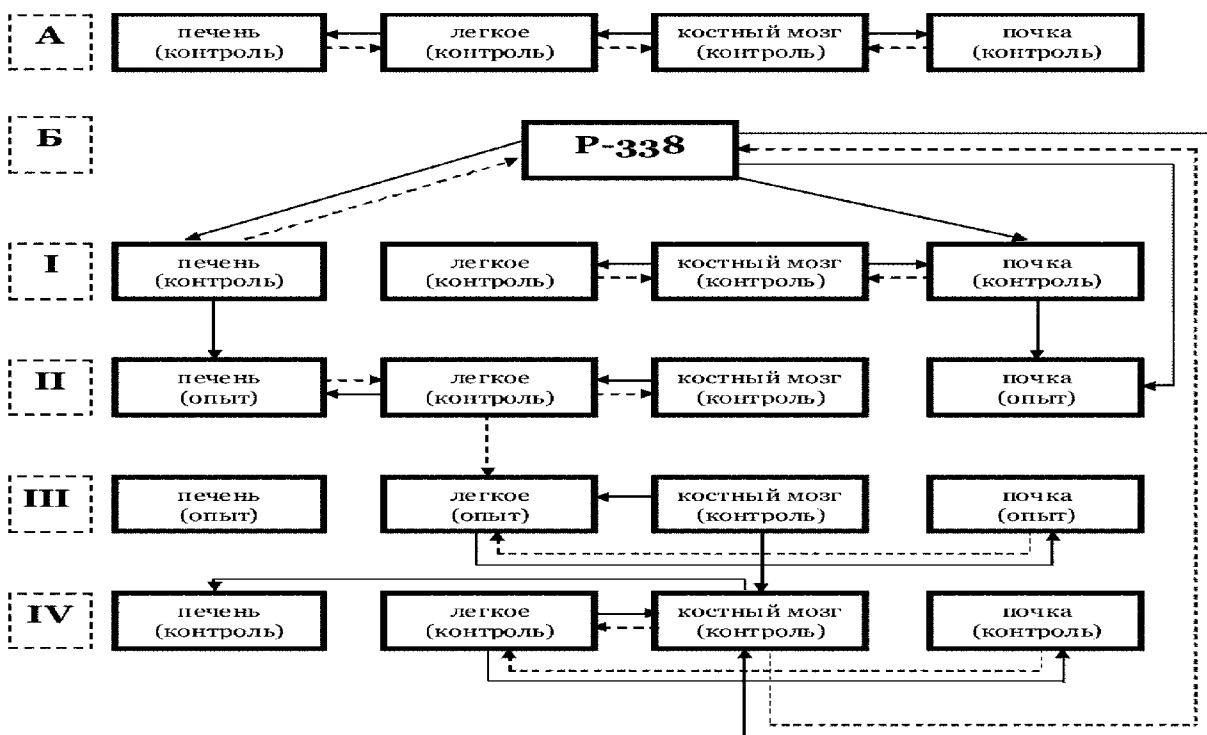 А
печень
(контроль)
легкое
(контроль)
костный мозг
(контроль)
почка
(контроль)
Б
Р-338
I
печень
(контроль)
легкое
(контроль)
костный мозг
(контроль)
почка
(контроль)
II
печень
(опыт)
легкое
(контроль)
костный мозг
(контроль)
почка
(опыт)
III
печень
(опыт)
легкое
(опыт)
костный мозг
(контроль)
почка
(опыт)
IV
печень
(контроль)
легкое
(контроль)
костный мозг
(контроль)
почка
(контроль)